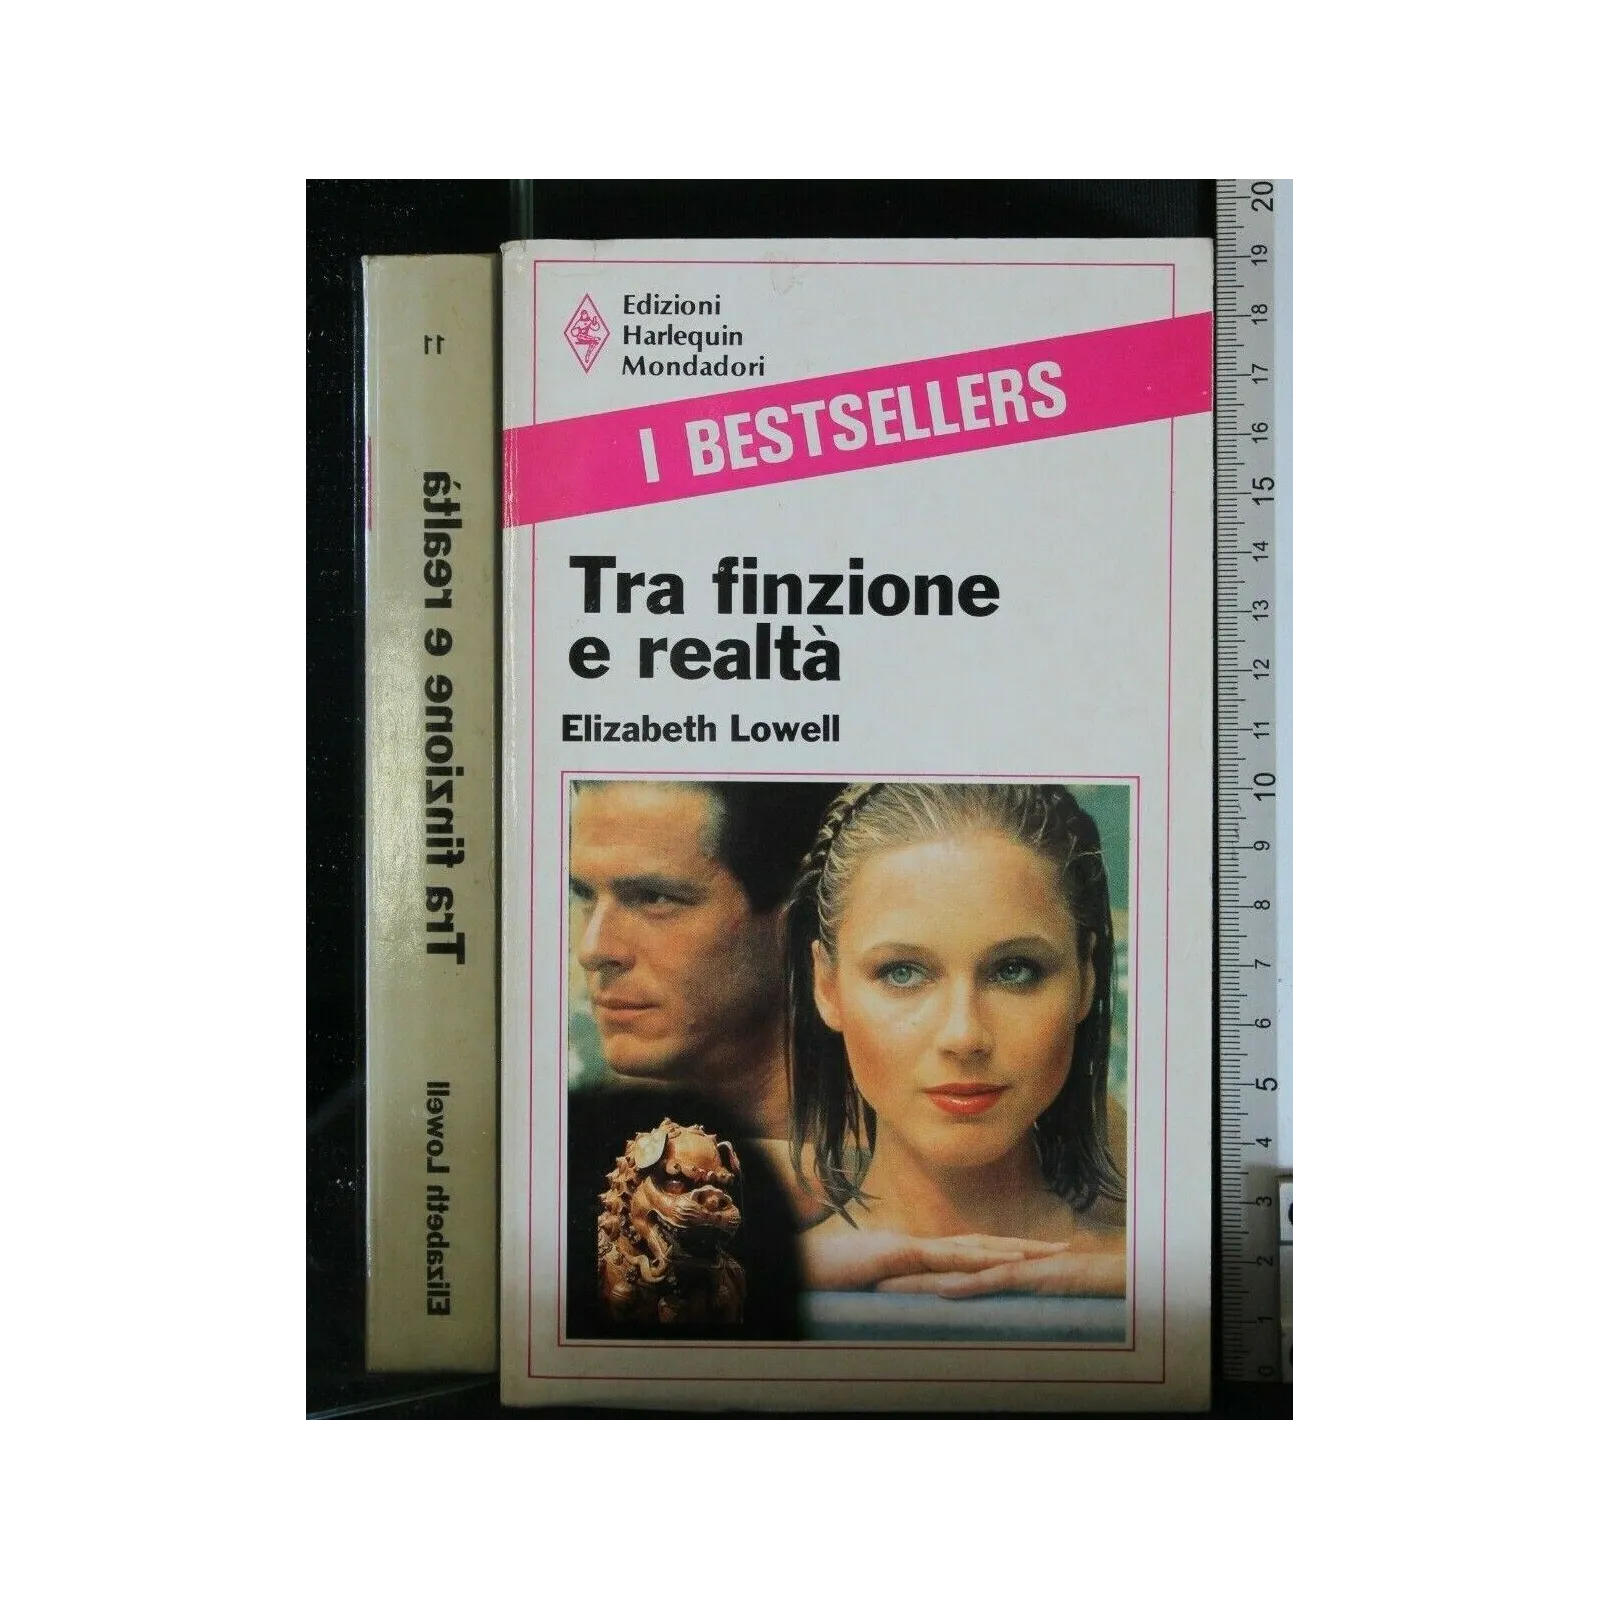 Edizioni
Harlequin
Mondadori
I BESTSELLERS
Tra finzione
e realtà
Elizabeth Lowell
11
Tra finzione e realtà
Elizabeth Lowell
20
19
18
17
16
15
14
13
12
11
10
9
8
7
6
5
4
3
2
1
0